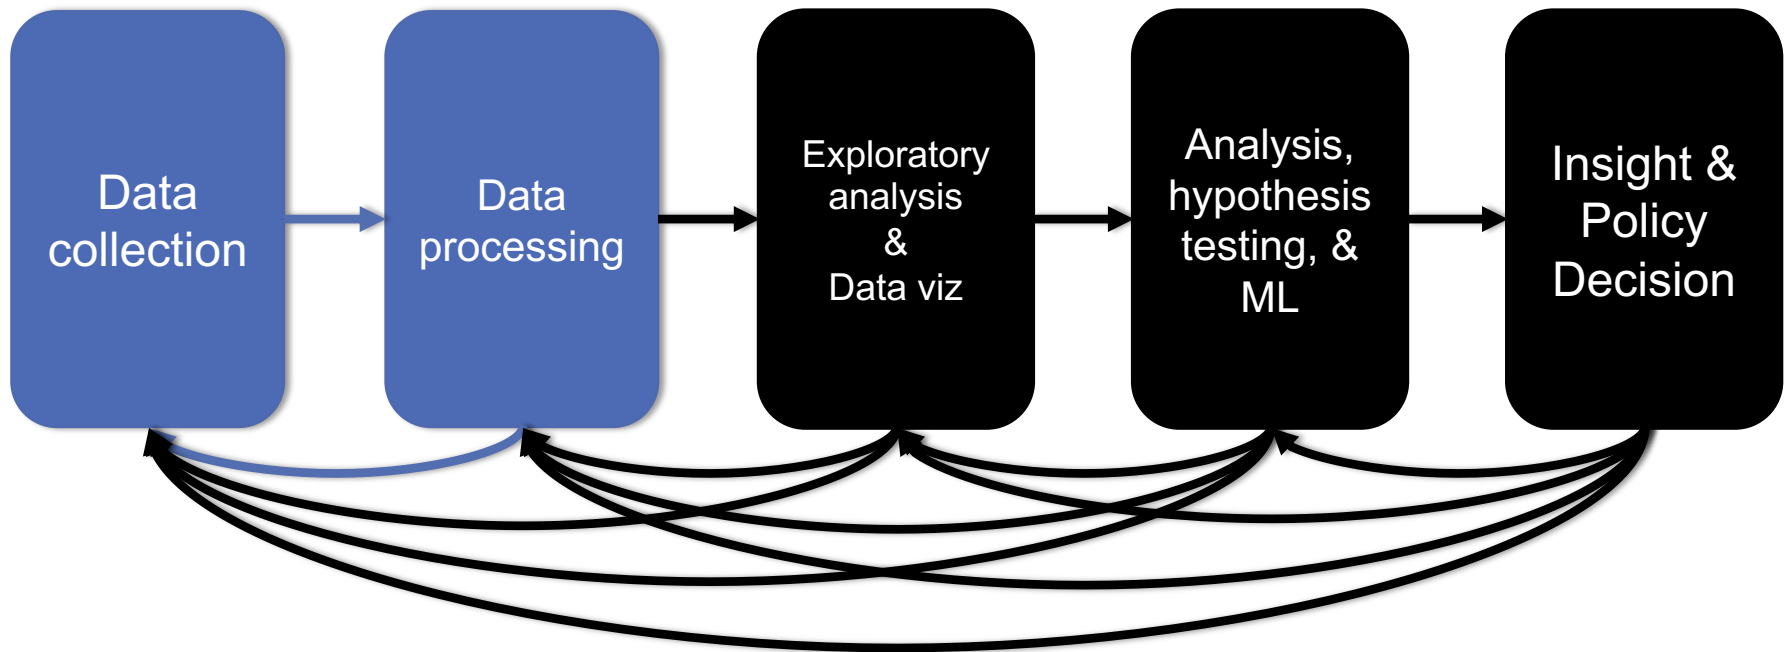 Data
collection
Data
processing
Exploratory
analysis
&
Data viz
Analysis,
hypothesis
testing, &
ML
Insight &
Policy
Decision